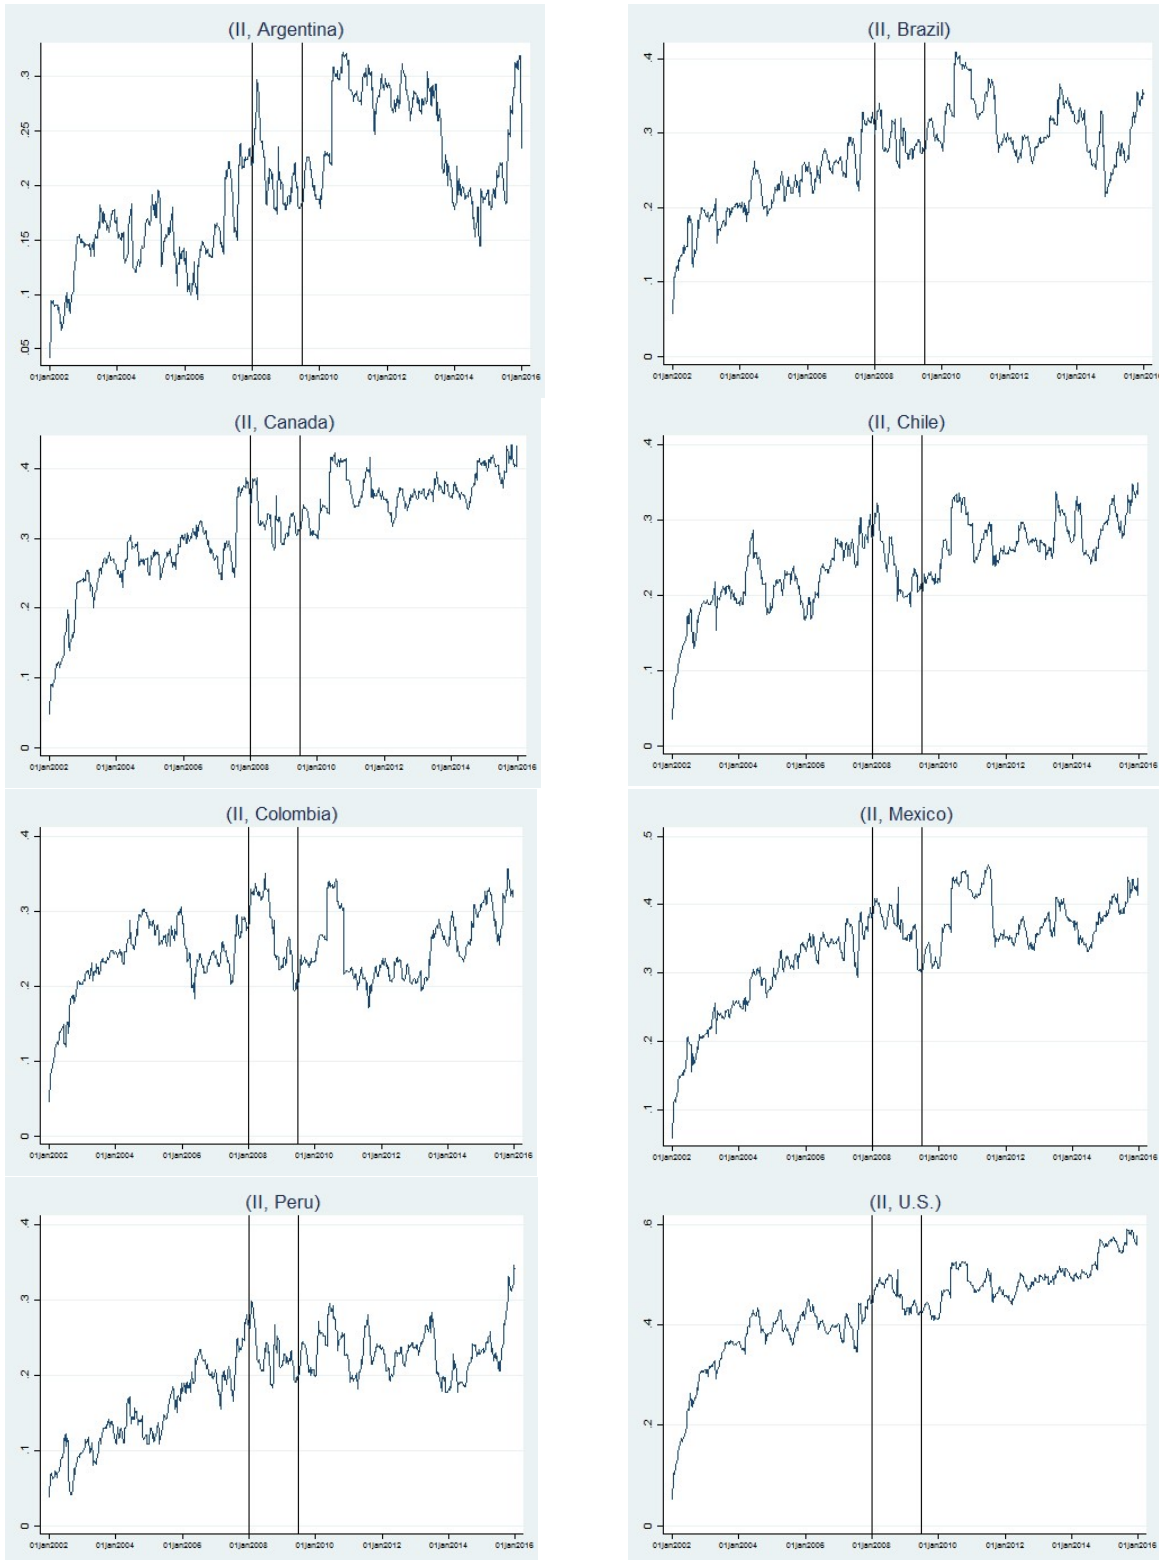 (II, Argentina)
.3
.25
.2
.15
.1
.05
01jan2002 01jan2004 01jan2006 01jan2008 01jan2010 01jan2012 01jan2014 01jan2016
(II, Brazil)
.4
.3
.2
.1
0
01jan2002 01jan2004 01jan2006 01jan2008 01jan2010 01jan2012 01jan2014 01jan2016
(II, Canada)
.4
.3
.2
.1
0
01jan2002 01jan2004 01jan2006 01jan2008 01jan2010 01jan2012 01jan2014 01jan2016
(II, Chile)
.4
.3
.2
.1
0
01jan2002 01jan2004 01jan2006 01jan2008 01jan2010 01jan2012 01jan2014 01jan2016
(II, Colombia)
.4
.3
.2
.1
0
01jan2002 01jan2004 01jan2006 01jan2008 01jan2010 01jan2012 01jan2014 01jan2016
(II, Mexico)
.5
.4
.3
.2
.1
01jan2002 01jan2004 01jan2006 01jan2008 01jan2010 01jan2012 01jan2014 01jan2016
(II, Peru)
.4
.3
.2
.1
0
01jan2002 01jan2004 01jan2006 01jan2008 01jan2010 01jan2012 01jan2014 01jan2016
(II, U.S.)
.6
.4
.2
0
01jan2002 01jan2004 01jan2006 01jan2008 01jan2010 01jan2012 01jan2014 01jan2016